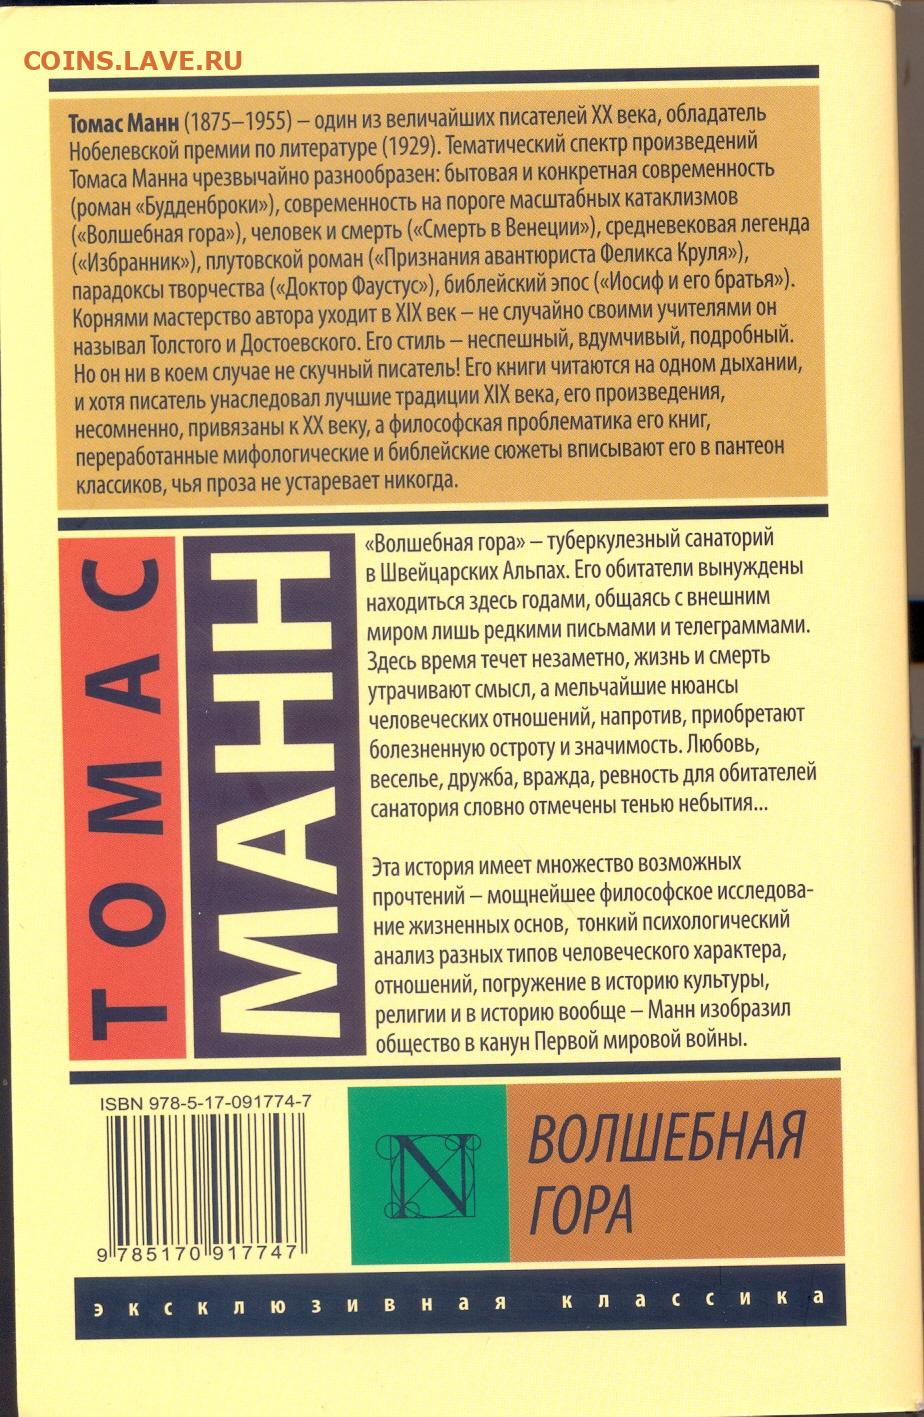 COINS.LAVE.RU
Томас Манн (1875–1955) – один из величайших писателей XX века, обладатель
Нобелевской премии по литературе (1929). Тематический спектр произведений
Томаса Манна чрезвычайно разнообразен: бытовая и конкретная современность
(роман «Будденброки»), современность на пороге масштабных катаклизмов
(«Волшебная гора»), человек и смерть («Смерть в Венеции»), средневековая легенда
(«Избранник»), плутовской роман («Признания авантюриста Феликса Круля»),
парадоксы творчества («Доктор Фаустус»), библейский эпос («Иосиф и его братья»).
Корнями мастерство автора уходит в XIX век – не случайно своими учителями он
называл Толстого и Достоевского. Его стиль – неспешный, вдумчивый, подробный.
Но он ни в коем случае не скучный писатель! Его книги читаются на одном дыхании,
и хотя писатель унаследовал лучшие традиции XIX века, его произведения,
несомненно, привязаны к XX веку, а философская проблематика его книг,
переработанные мифологические и библейские сюжеты вписывают его в пантеон
классиков, чья проза не устаревает никогда.
ТОМАС
МАНН
«Волшебная гора» – туберкулезный санаторий
в Швейцарских Альпах. Его обитатели вынуждены
находиться здесь годами, общаясь с внешним
миром лишь редкими письмами и телеграммами.
Здесь время течет незаметно, жизнь и смерть
утрачивают смысл, а мельчайшие нюансы
человеческих отношений, напротив, приобретают
болезненную остроту и значимость. Любовь,
веселье, дружба, вражда, ревность для обитателей
санатория словно отмечены тенью небытия...
Эта история имеет множество возможных
прочтений – мощнейшее философское исследова-
ние жизненных основ, тонкий психологический
анализ разных типов человеческого характера,
отношений, погружение в историю культуры,
религии и в историю вообще – Манн изобразил
общество в канун Первой мировой войны.
ISBN 978-5-17-091774-7
9 785170 917747
N
ВОЛШЕБНАЯ
ГОРА
эксклюзивная классика